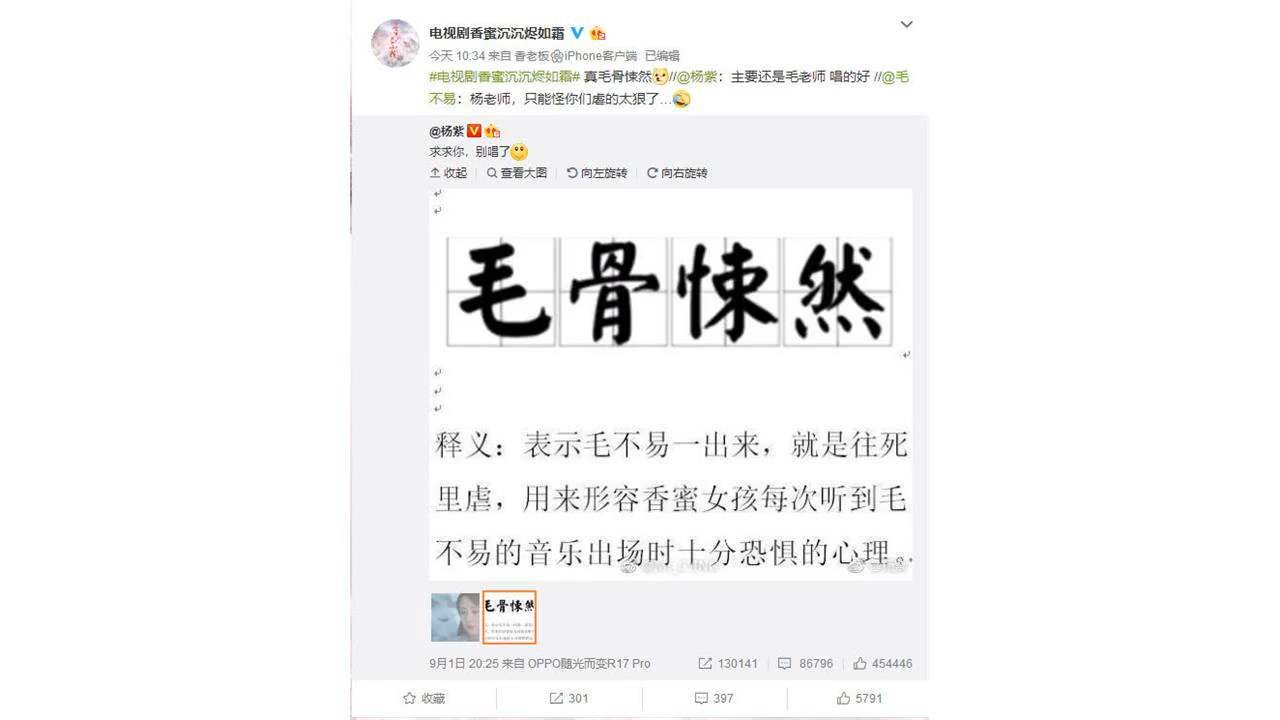 电视剧香蜜沉沉烬如霜
今天 10:34 来自 香老板iPhone客户端 已编辑
#电视剧香蜜沉沉烬如霜# 真毛骨悚然//@杨紫：主要还是毛老师 唱的好 //@毛
不易：杨老师，只能怪你们虐的太狠了...
@杨紫
求求你，别唱了
收起 查看大图 向左旋转 向右旋转
毛骨悚然
释义：表示毛不易一出来，就是往死
里虐，用来形容香蜜女孩每次听到毛
不易的音乐出场时十分恐惧的心理。
毛骨悚然
9月1日 20:25 来自 OPPO随光而变R17 Pro 130141 86796 454446
收藏 301 397 5791